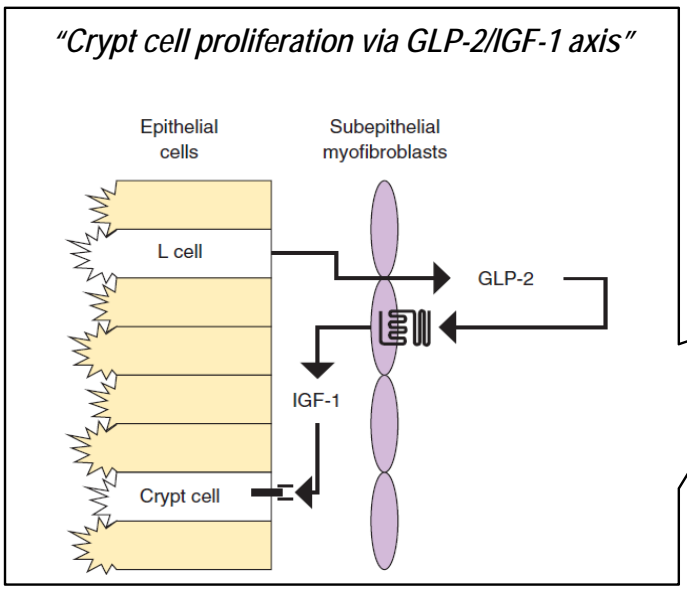 “Crypt cell proliferation via GLP-2/IGF-1 axis”
Epithelial
cells
Subepithelial
myofibroblasts
L cell
GLP-2
IGF-1
Crypt cell